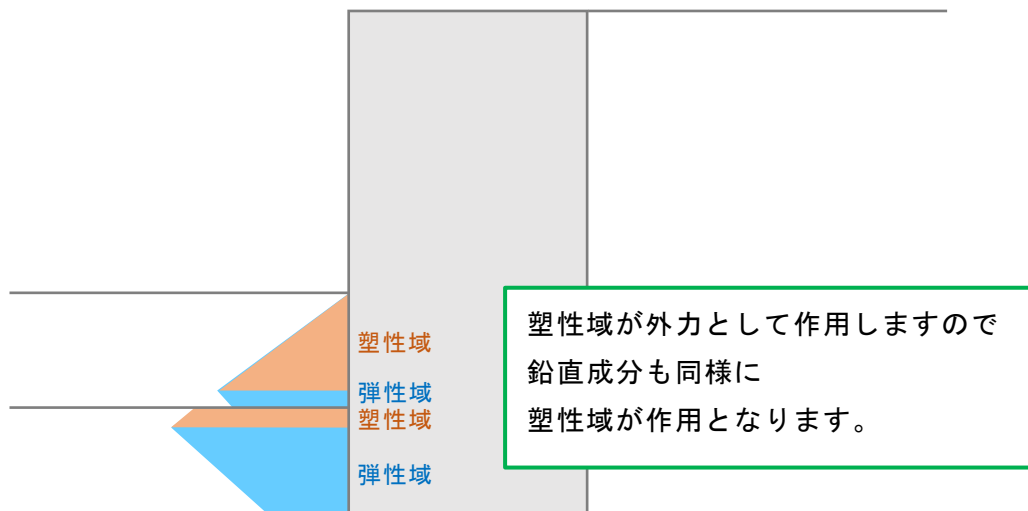 塑性域
弾性域
塑性域
弾性域
塑性域が外力として作用しますので
鉛直成分も同様に
塑性域が作用となります。